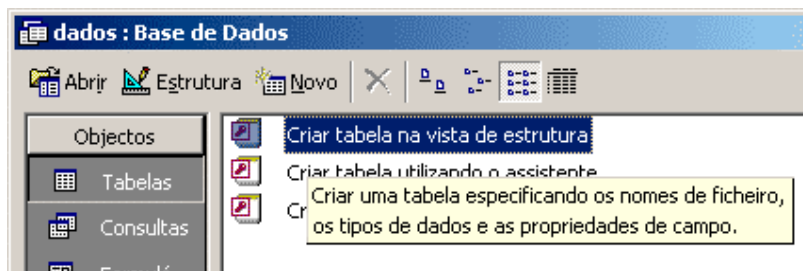 dados : Base de Dados
Abrir Estrutura Novo
Objectos
Criar tabela na vista de estrutura
Tabelas
Criar tabela utilizando o assistente
Criar uma tabela especificando os nomes de ficheiro,
os tipos de dados e as propriedades de campo.
Consultas